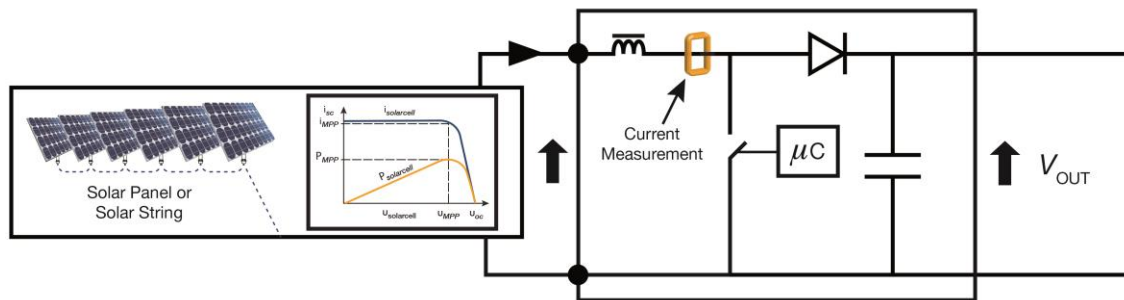 Solar Panel or
Solar String
isc
isolarcell
iMPP
PMPP
Psolarcell
usolarcell
uMPP
uoc
Current
Measurement
μC
VOUT